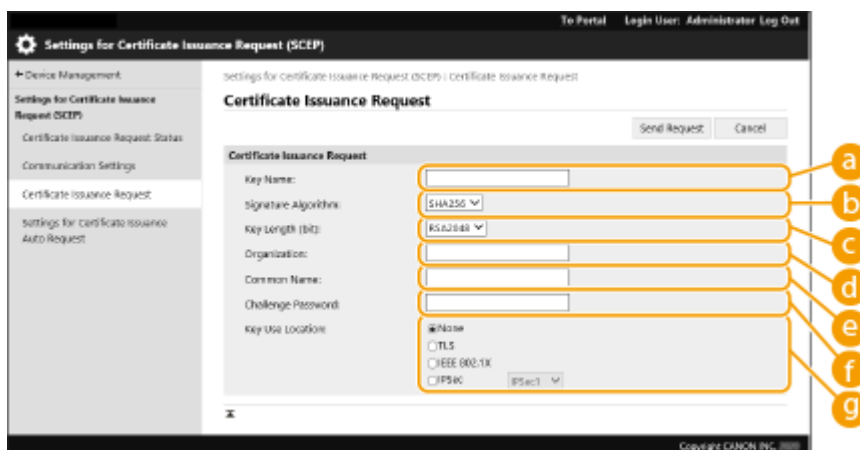 To Portal Login User: Administrator Log Out
Settings for Certificate Issuance Request (SCEP)
Device Management
Settings for Certificate Issuance Request (SCEP) : Certificate Issuance Request
Settings for Certificate Issuance
Request (SCEP)
Certificate Issuance Request
Certificate Issuance Request Status
Send Request Cancel
Communication Settings
Certificate Issuance Request
Certificate Issuance Request
Settings for Certificate Issuance
Auto Request
Key Name:
a
Signature Algorithm:
SHA256
b
Key Length (bit):
RSA2048
c
Organization:
d
Common Name:
e
Challenge Password:
f
Key Use Location:
None
TLS
IEEE 802.1X
IPSec IPSec1
g
Copyright CANON INC. 2020